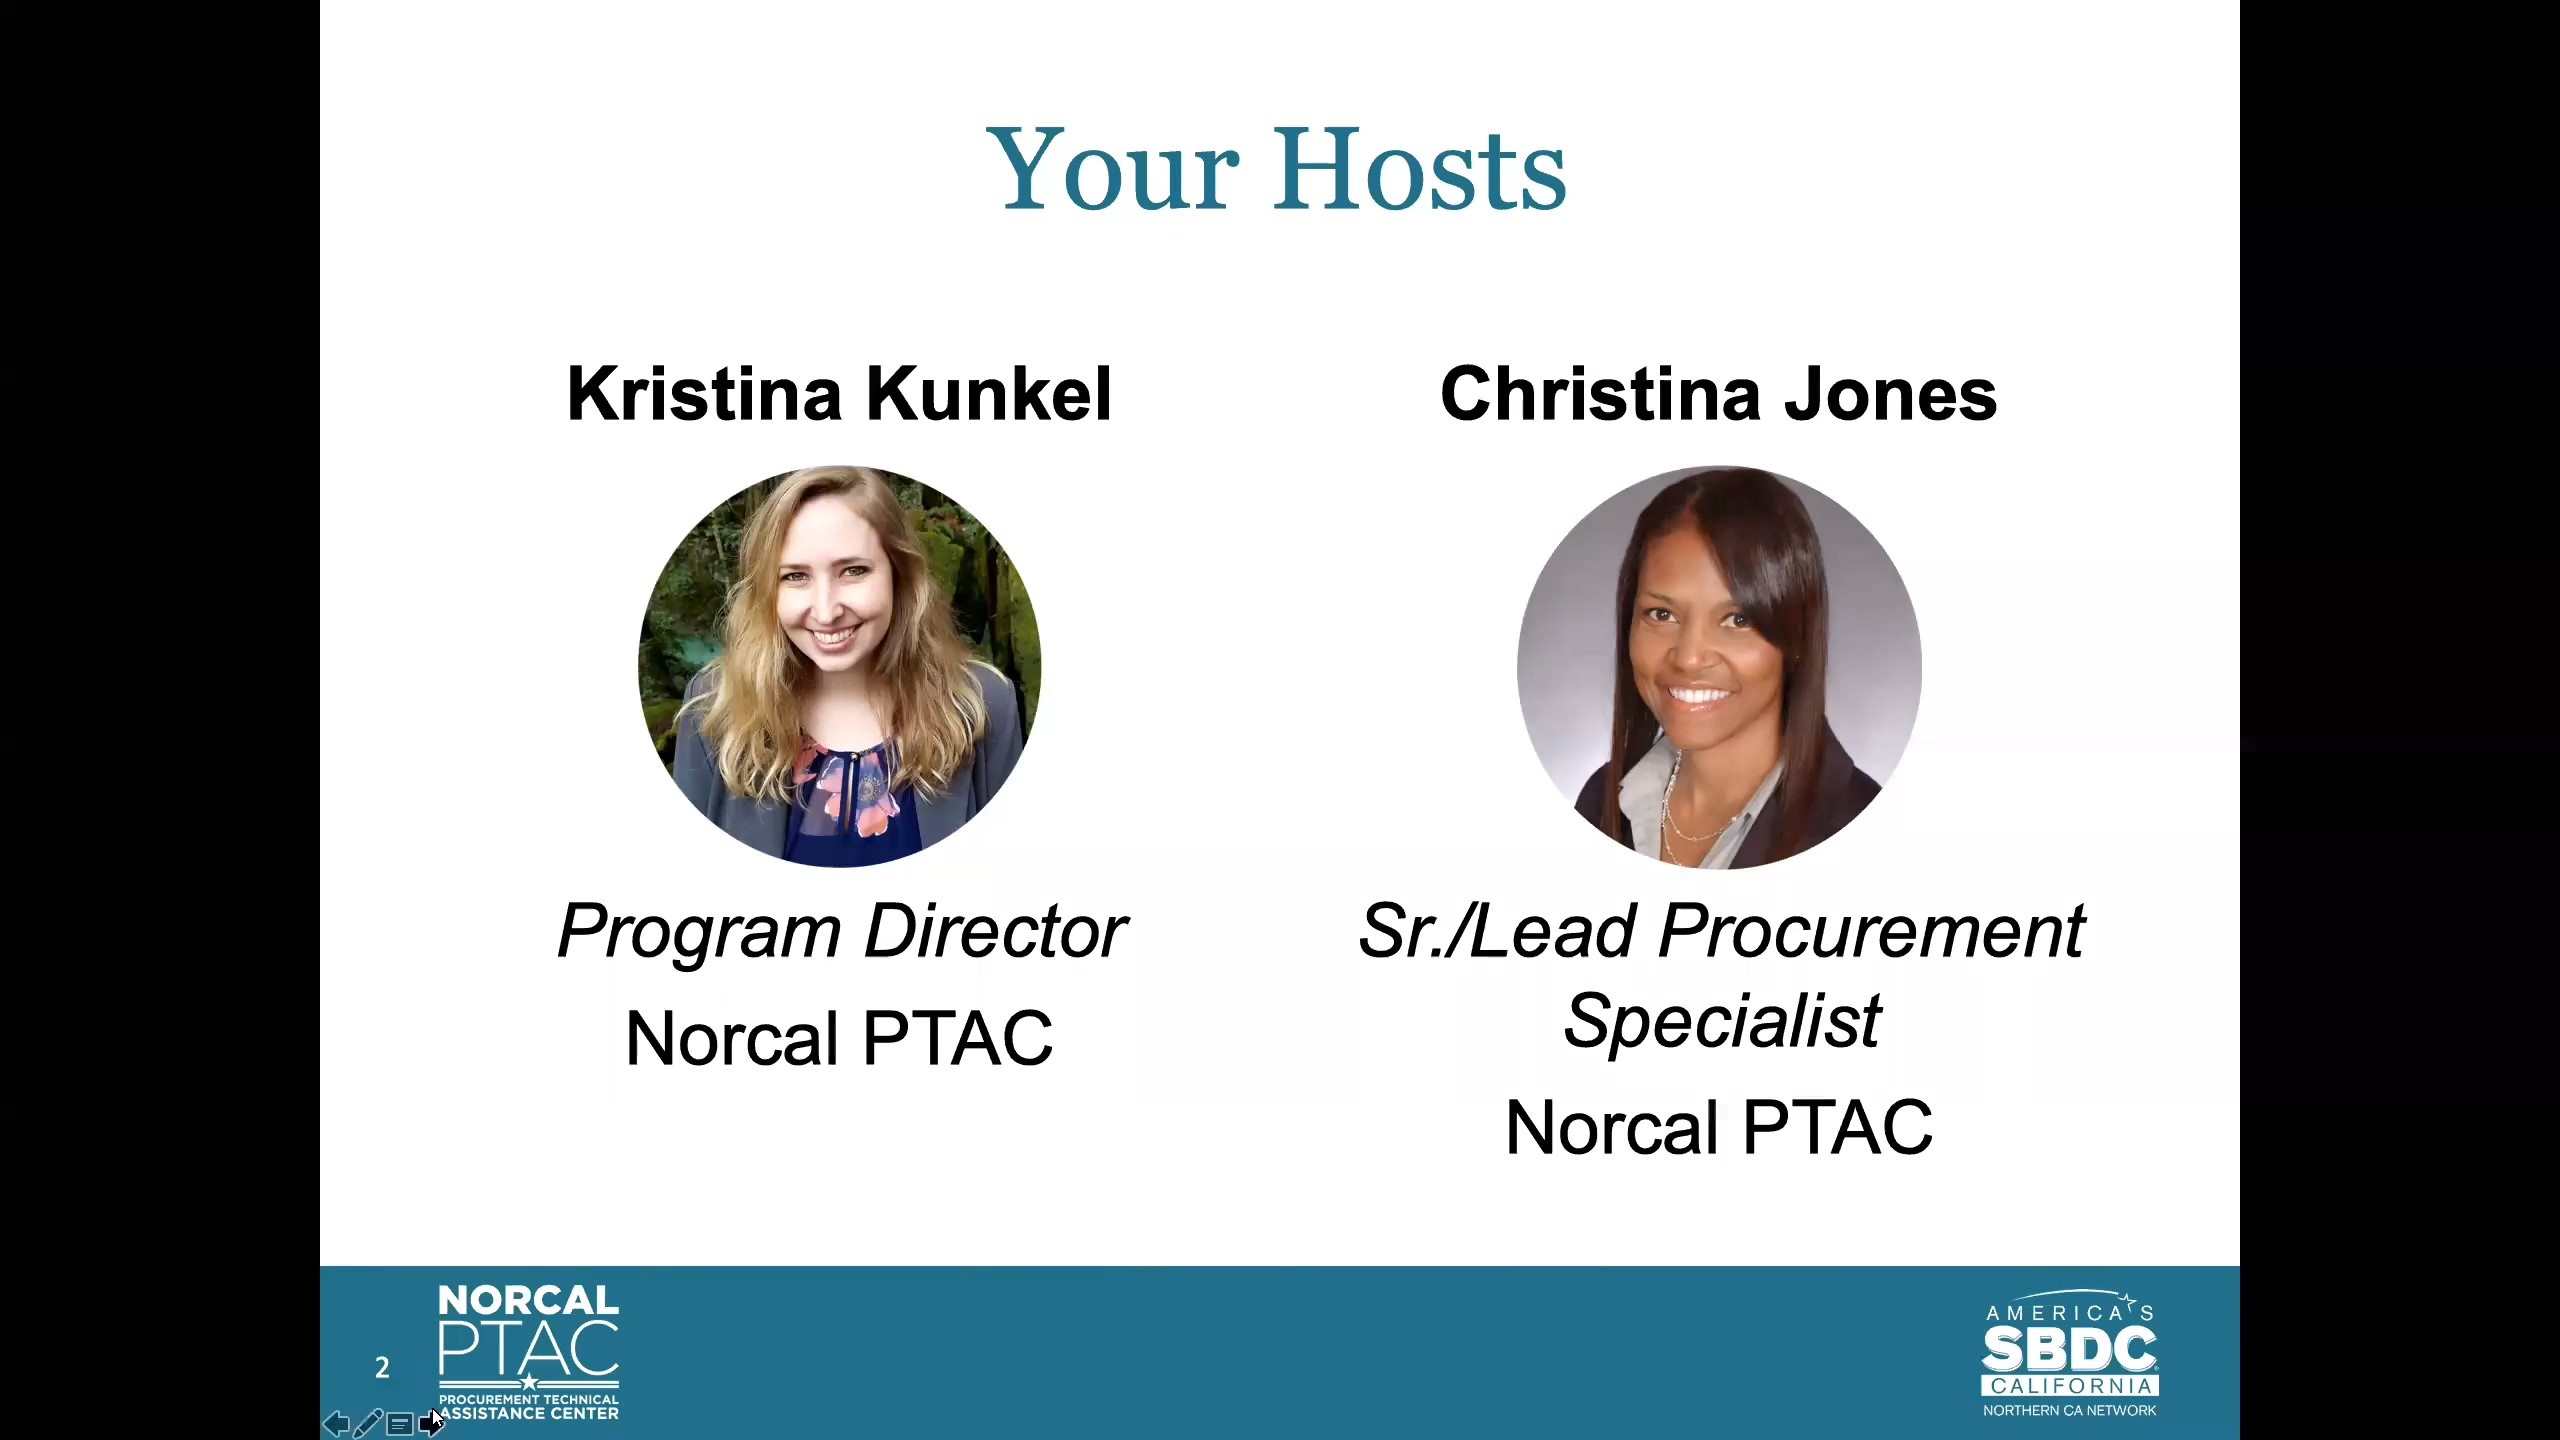 Your Hosts
Kristina Kunkel
Program Director
Norcal PTAC
Christina Jones
Sr./Lead Procurement
Specialist
Norcal PTAC
2
NORCAL
PTAC
PROCUREMENT TECHNICAL
ASSISTANCE CENTER
AMERICA'S
SBDC
CALIFORNIA
NORTHERN CA NETWORK